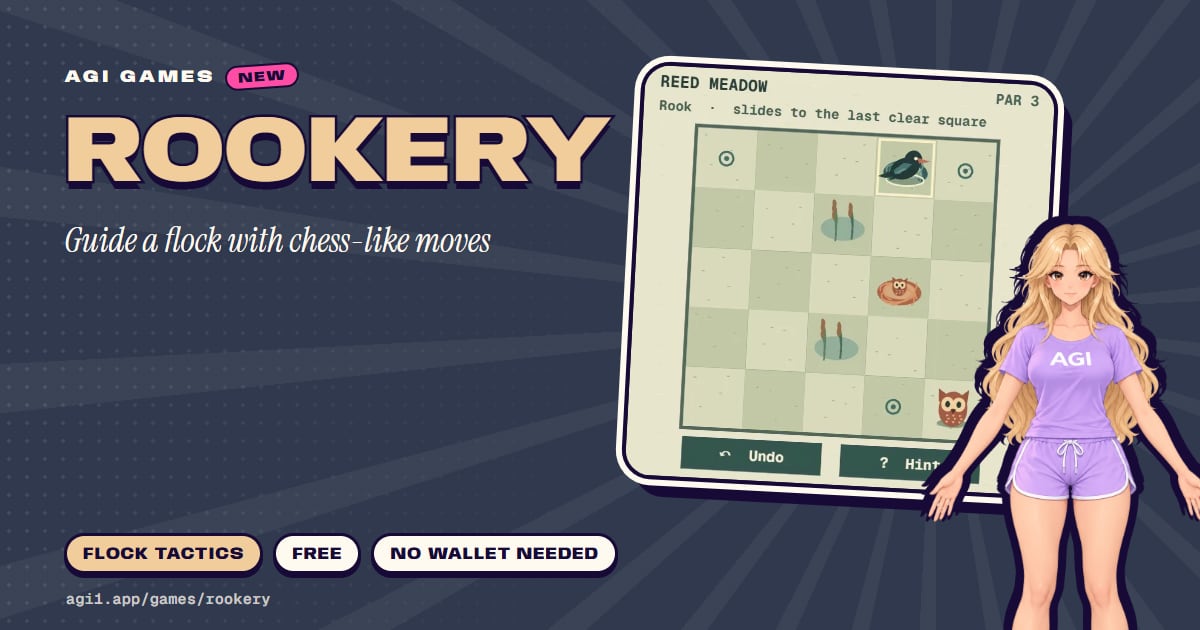 AGI GAMES NEW
ROOKERY
Guide a flock with chess-like moves
REED MEADOW PAR 3
Rook · slides to the last clear square
↶ Undo ? Hint
AGI
FLOCK TACTICS FREE NO WALLET NEEDED
agi1.app/games/rookery